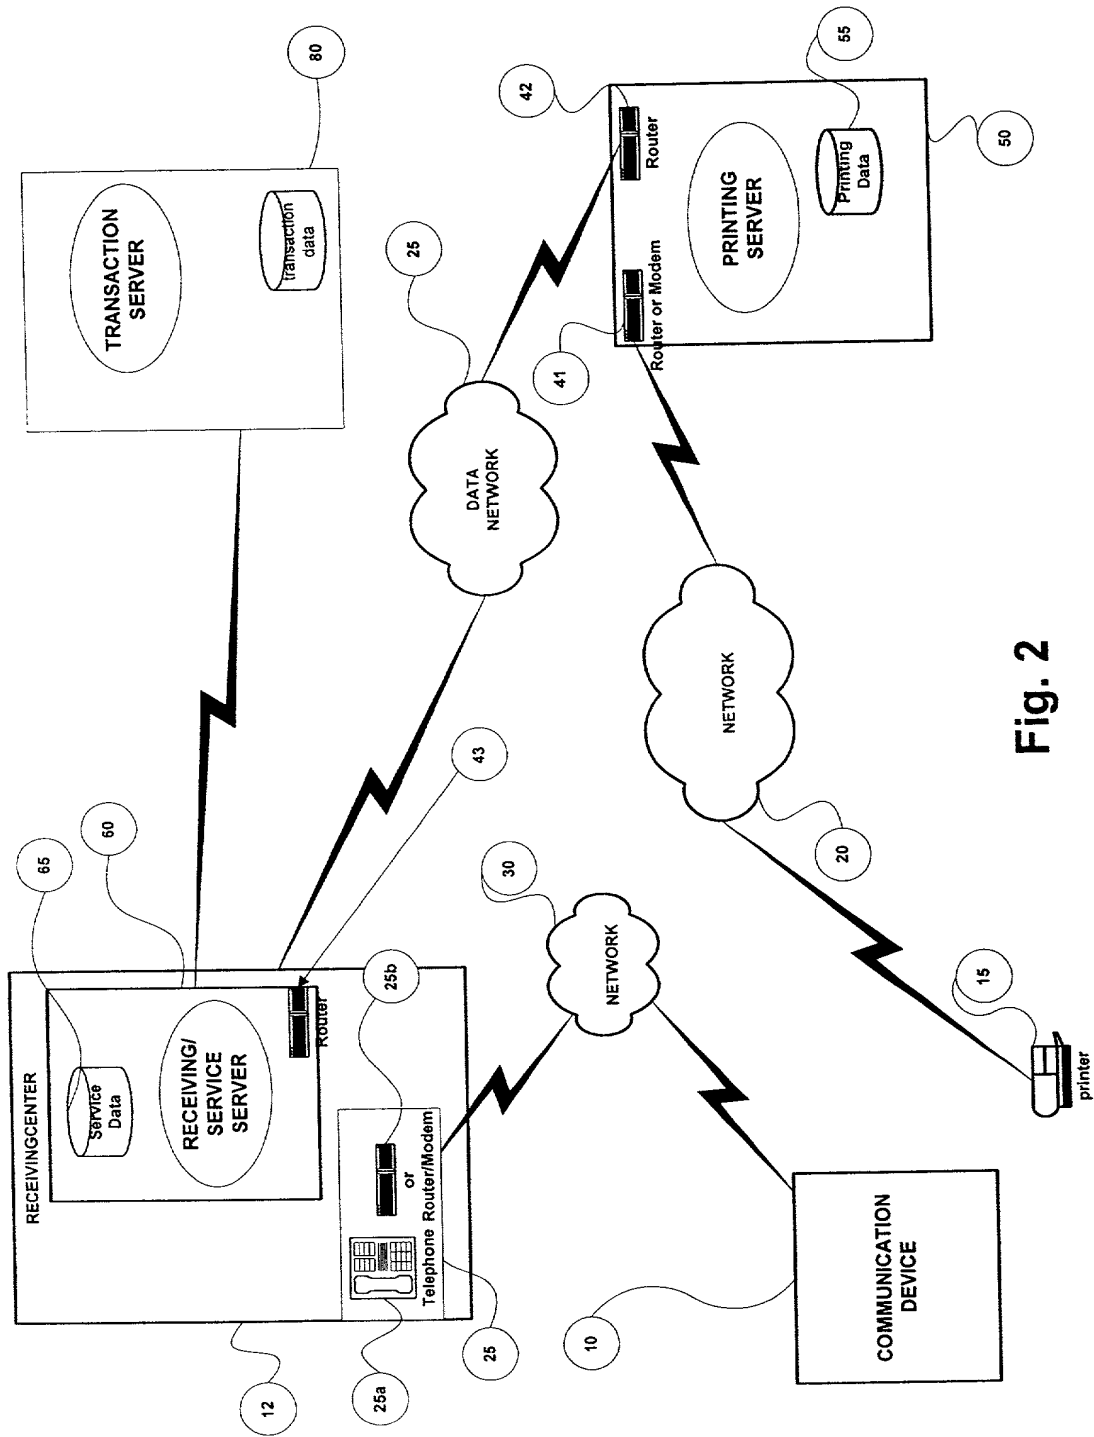 RECEIVINGCENTER
Service
Data
65
60
RECEIVING/
SERVICE
SERVER
Router
43
TRANSACTION
SERVER
transaction
data
80
12
25a
25
25b
or
Telephone Router/Modem
DATA
NETWORK
25
30
NETWORK
42
41
Router
Router or Modem
PRINTING
SERVER
Printing
Data
55
50
NETWORK
20
10
COMMUNICATION
DEVICE
15
printer
Fig. 2